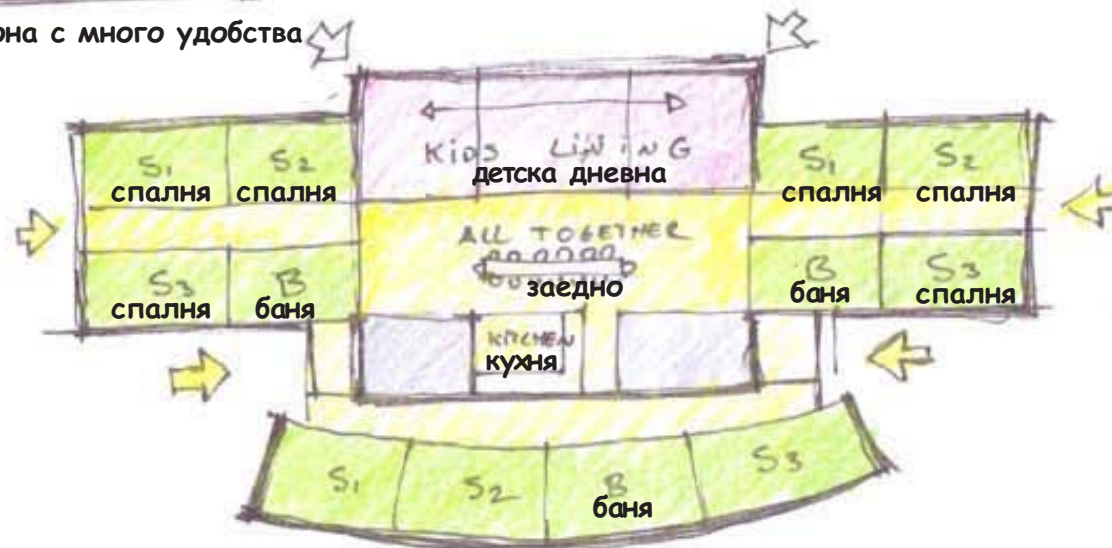 с много удобства
KiDS LiViNG
детска дневна
S1 S2
спалня спалня
S1 S2
спалня спалня
ALL TOGETHER
заедно
S3 B
спалня баня
B S3
баня спалня
KITCHEN
кухня
S1 S2 B S3
баня